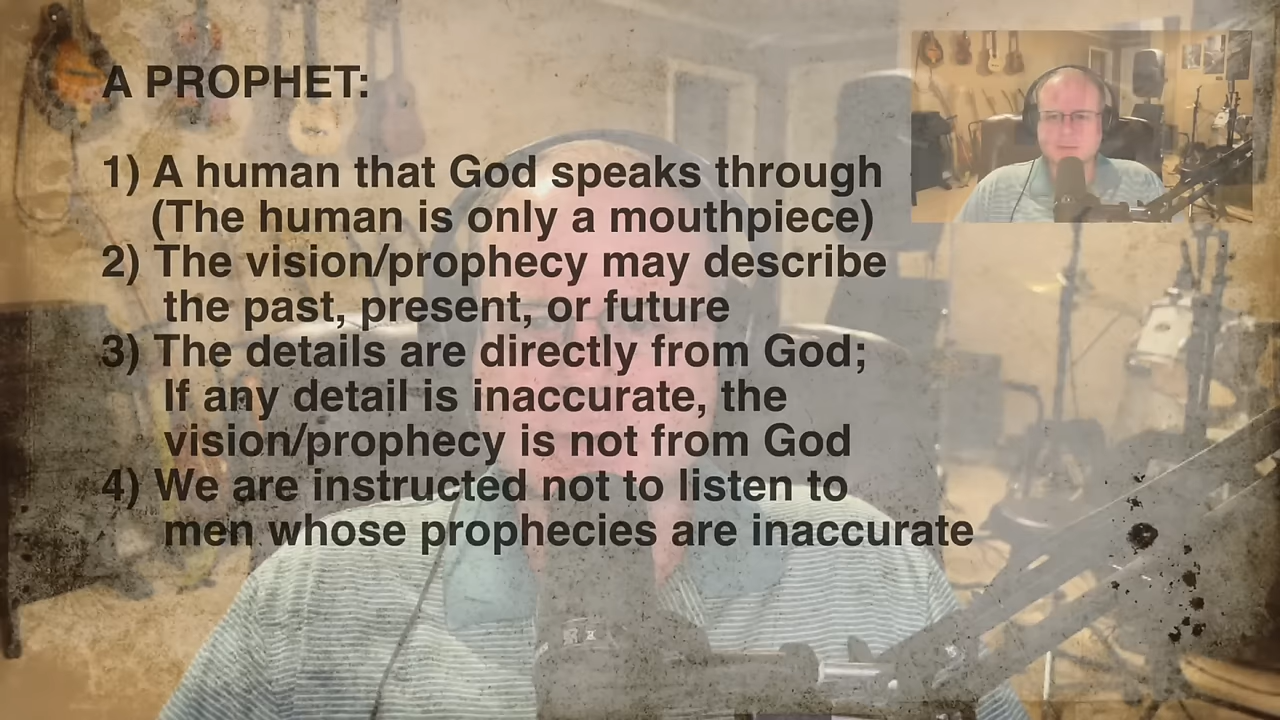 A PROPHET:
1) A human that God speaks through
(The human is only a mouthpiece)
2) The vision/prophecy may describe
the past, present, or future
3) The details are directly from God;
If any detail is inaccurate, the
vision/prophecy is not from God
4) We are instructed not to listen to
men whose prophecies are inaccurate